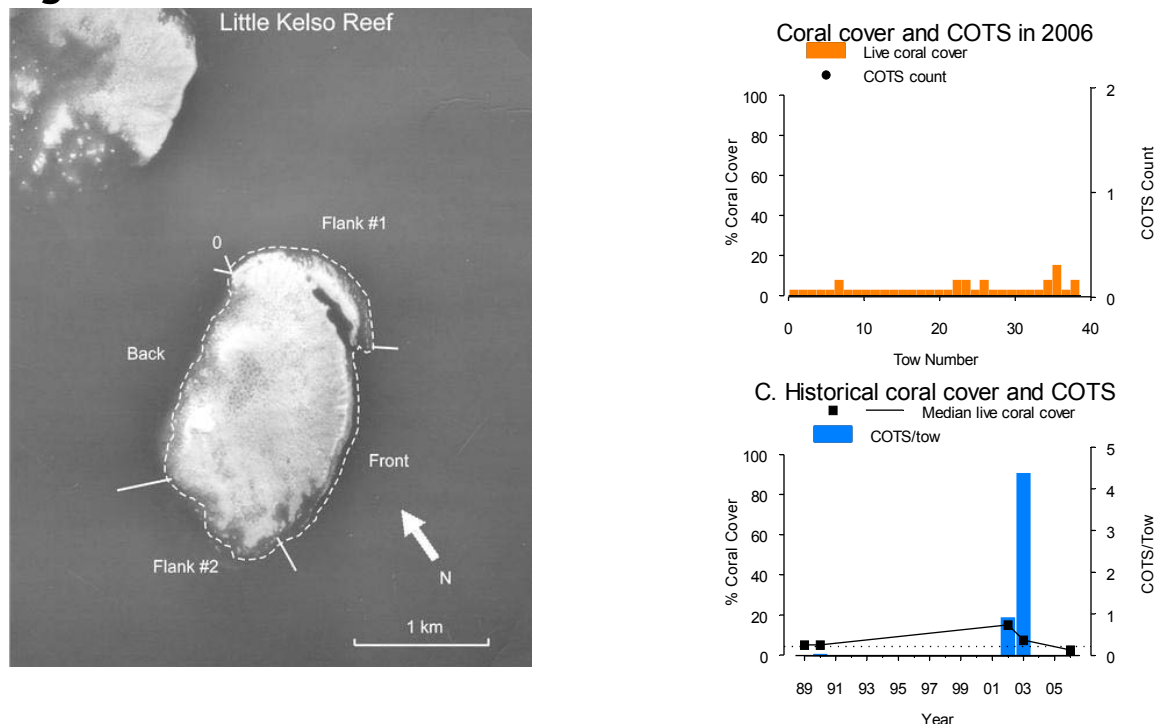 Little Kelso Reef
Flank #1
0
Back
Front
Flank #2
N
1 km
Coral cover and COTS in 2006
Live coral cover
COTS count
100
80
60
40
20
0
% Coral Cover
2
1
0
COTS Count
0 10 20 30 40
Tow Number
C. Historical coral cover and COTS
Median live coral cover
COTS/tow
100
80
60
40
20
0
% Coral Cover
5
4
3
2
1
0
COTS/Tow
89 91 93 95 97 99 01 03 05
Year